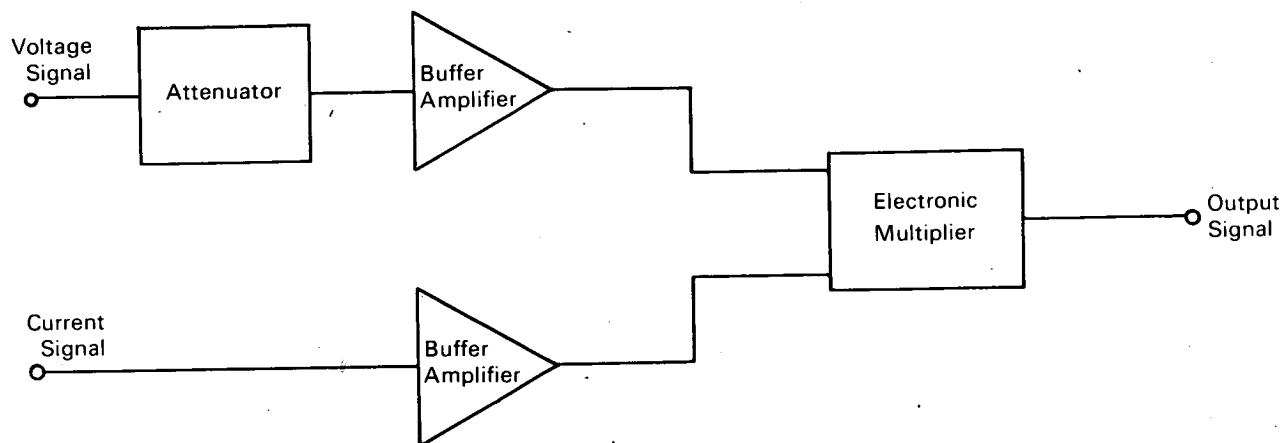 Voltage
Signal
Attenuator
Buffer
Amplifier
Electronic
Multiplier
Output
Signal
Current
Signal
Buffer
Amplifier